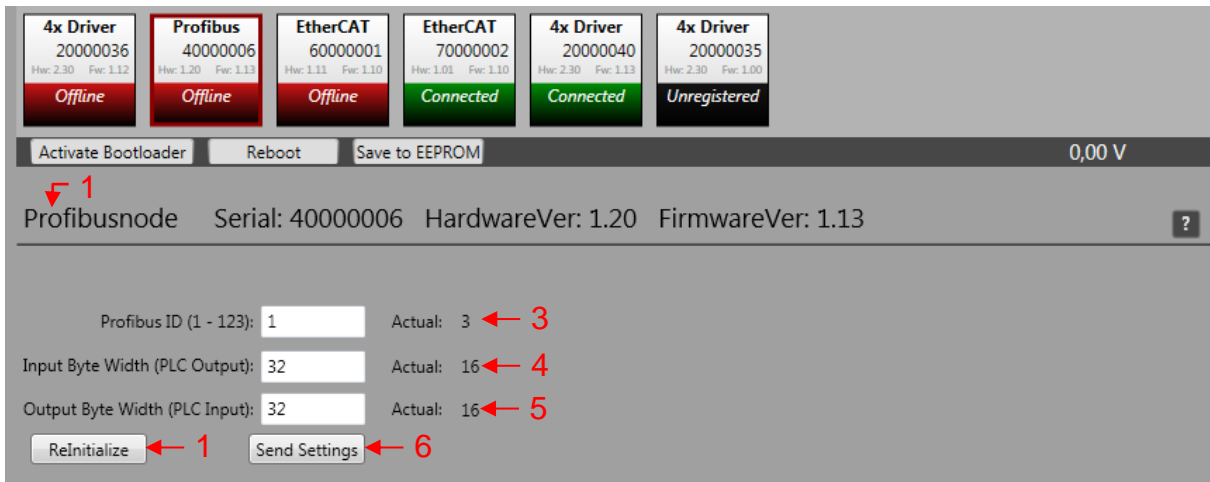 4x Driver Profibus EtherCAT EtherCAT 4x Driver 4x Driver
20000036 40000006 60000001 70000002 20000040 20000035
Hw: 2.30 Fw: 1.12 Hw: 1.20 Fw: 1.13 Hw: 1.11 Fw: 1.10 Hw: 1.01 Fw: 1.10 Hw: 2.30 Fw: 1.13 Hw: 2.30 Fw: 1.00
Offline Offline Offline Connected Connected Unregistered
Activate Bootloader Reboot Save to EEPROM 0,00 V
1
Profibusnode Serial: 40000006 HardwareVer: 1.20 FirmwareVer: 1.13 ?
Profibus ID (1 - 123): 1 Actual: 3 3
Input Byte Width (PLC Output): 32 Actual: 16 4
Output Byte Width (PLC Input): 32 Actual: 16 5
ReInitialize 1 Send Settings 6